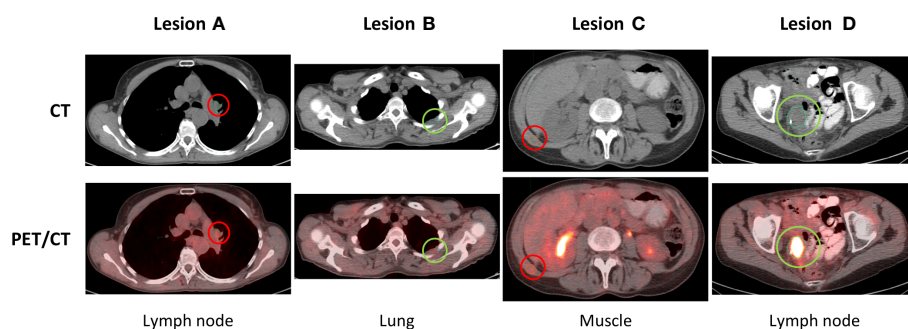 Lesion A Lesion B Lesion C Lesion D
CT
PET/CT
Lymph node Lung Muscle Lymph node